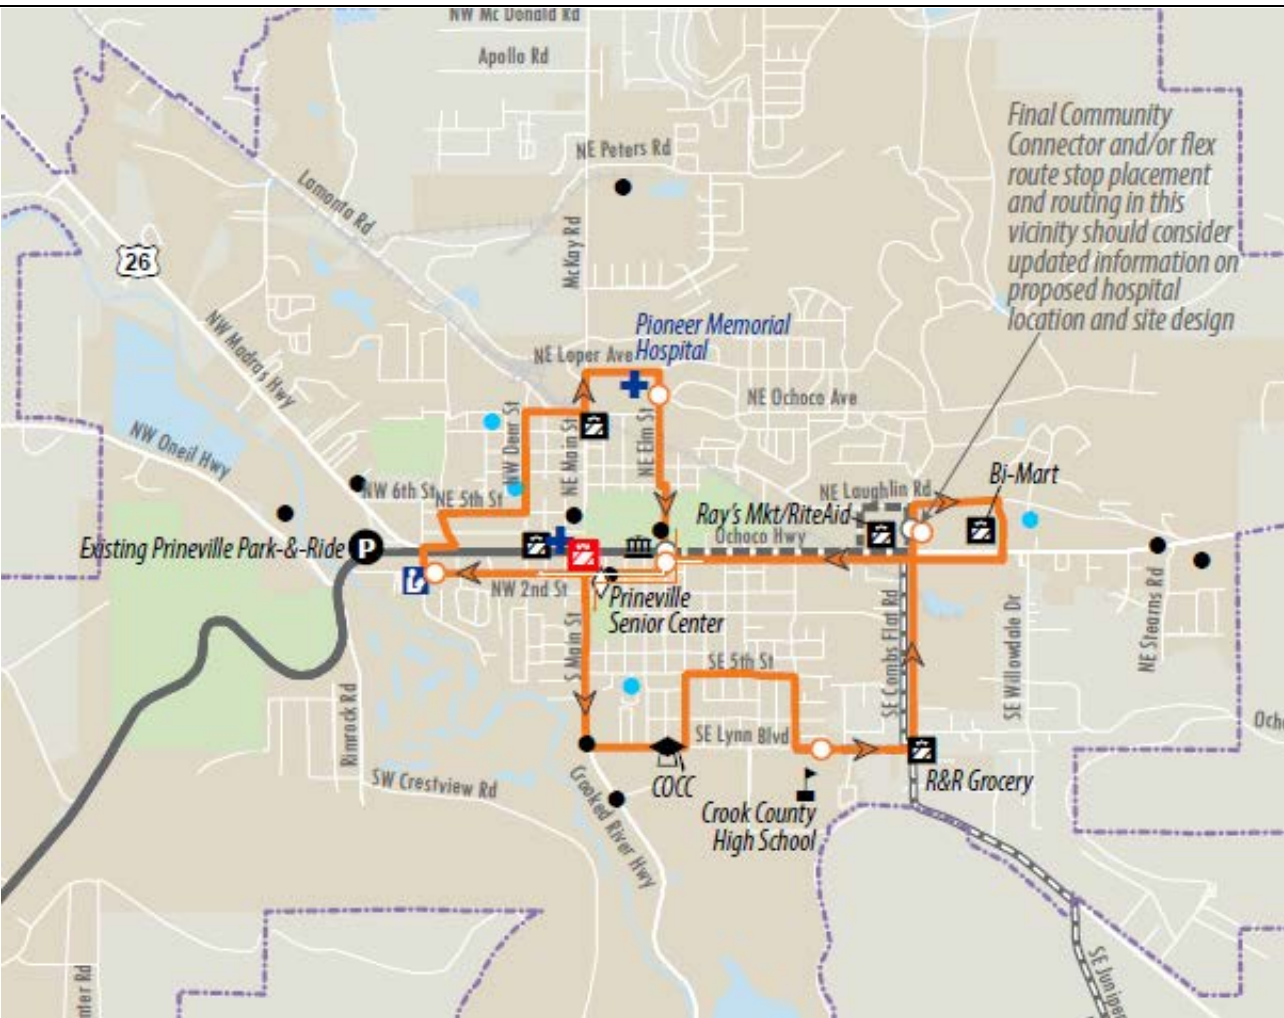 NW Mc Donald Rd
Apollo Rd
NE Peters Rd
Final Community
Connector and/or flex
route stop placement
and routing in this
vicinity should consider
updated information on
proposed hospital
location and site design
Lamonta Rd
McKay Rd
26
NW Madras Hwy
Pioneer Memorial
Hospital
NE Loper Ave
NE Ochoco Ave
NW Deer St
NE Main St
NE Elm St
NW Oneil Hwy
NW 6th St
NE 5th St
NE Laughlin Rd
Bi-Mart
Ray's Mkt/RiteAid
Ochoco Hwy
Existing Prineville Park-&-Ride
P
NW 2nd St
Prineville
Senior Center
S Main St
SE 5th St
SE Combs Flat Rd
SE Willowdale Dr
NE Stearns Rd
Och
Rimrock Rd
SE Lynn Blvd
SW Crestview Rd
COCC
R&R Grocery
Crook County
High School
Crooked River Hwy
nter Rd
SE Juniper